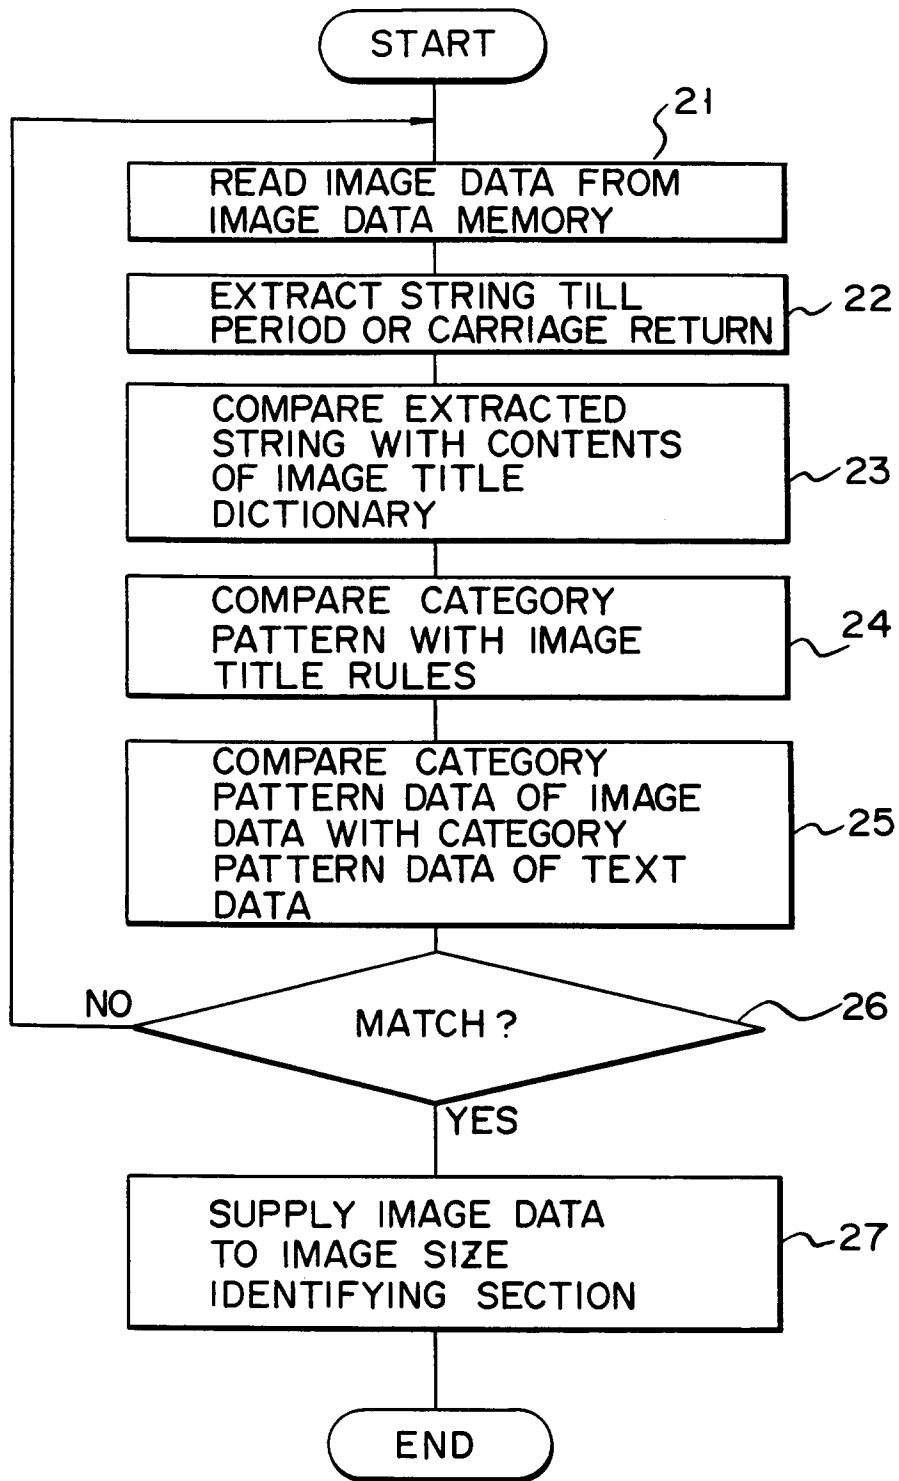 START
21
READ IMAGE DATA FROM
IMAGE DATA MEMORY
EXTRACT STRING TILL
PERIOD OR CARRIAGE RETURN
22
COMPARE EXTRACTED
STRING WITH CONTENTS
OF IMAGE TITLE
DICTIONARY
23
COMPARE CATEGORY
PATTERN WITH IMAGE
TITLE RULES
24
COMPARE CATEGORY
PATTERN DATA OF IMAGE
DATA WITH CATEGORY
PATTERN DATA OF TEXT
DATA
25
NO
MATCH ?
26
YES
SUPPLY IMAGE DATA
TO IMAGE SIZE
IDENTIFYING SECTION
27
END